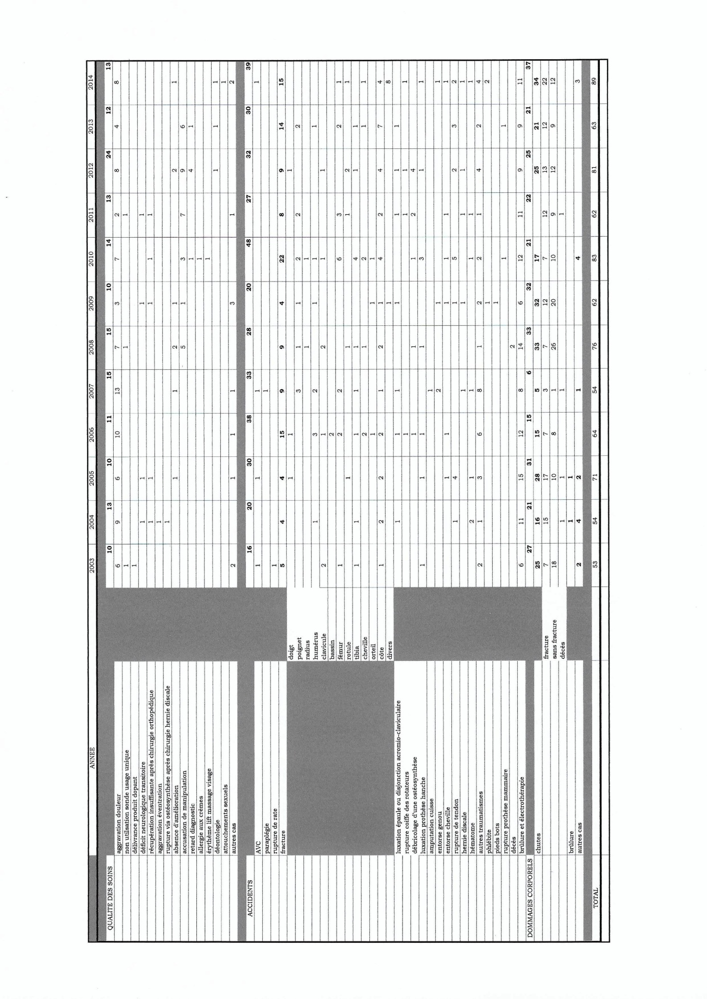 ANNEE 2003 2004 2005 2006 2007 2008 2009 2010 2011 2012 2013 2014
QUALITE DES SOINS 10 13 10 11 15 15 10 14 13 24 12 13
aggravation douleur 6 9 6 10 13 7 3 7 2 8 4 8
non utilsation sonde usage unique 1 1 1
délivrance produit dopant 1
déficit neurologique transitoire 1 1 1 1
récupération insuffisante après chirurgie orthopédique 1 1 1 1 1
aggravation éventration 1
rupture vis ostéosynthèse après chirurgie hernie discale 1
absence d'amélioration 1 1 2 1 2 1
accusation de manipulation 5 1 3 7 9 6
retard diagnostic 1 4 1
allergie aux crèmes 1
érythème lift massage visage 1
déontologie 1 1 1
attouchements sexuels 1
autres cas 2 1 1 1 3 1 2
ACCIDENTS 16 20 30 38 33 28 20 48 27 32 30 39
AVC 1 1 1 1
paraplégie 1
rupture de rate 1
fracture 5 4 4 15 9 9 4 22 8 9 14 15
doigt 1 1 1
poignet 3 1 1 2 2 2
radius 1 1
humérus 1 3 2 1 1 1
clavicule 2 1 2 1 1
bassin 2
fémur 1 2 2 6 3 2 1
rotule 1 1 1 2 1
tibia 1 1 1 1 1 4 1 1
cheville 2 1 2 1 1
orteil 1 1 1
côte 1 2 2 2 1 2 1 4 2 4 7 4
divers 1 8
luxation épaule ou disjonction acromio-claviculaire 1 1 1 1 1 1 1
rupture coiffe des rotateurs 1 1 1 1
débricolage d'une ostéosynthèse 1 1 1 2 4
luxation prothèse hanche 1 1 1 1 3 1 1
amputation cuisse 1
entorse genou 2 1 1
entorse cheville 1 1 1 1 1 1
rupture de tendon 1 4 1 5 2 3 2
hernie discale 1 1 1 1 1
hématome 2 1 1 1 1 1
autres traumatismes 2 1 3 6 8 1 2 2 1 4 2 4
phlébite 1 2
pieds bots 1
rupture prothèse mammaire 1 1
décès 2
brûlure et électrothérapie 6 11 15 12 8 14 6 12 11 9 9 11
DOMMAGES CORPORELS 27 21 31 15 6 33 32 21 22 25 21 37
chutes 25 16 28 15 5 33 32 17 25 21 34
fracture 7 15 17 7 3 7 12 7 12 13 12 22
sans fracture 18 10 8 1 26 20 10 9 12 9 12
décès 1 1 1 1
brûlure 1 1
autres cas 2 4 2 1 4 3
TOTAL 53 54 71 64 54 76 62 83 62 81 63 89